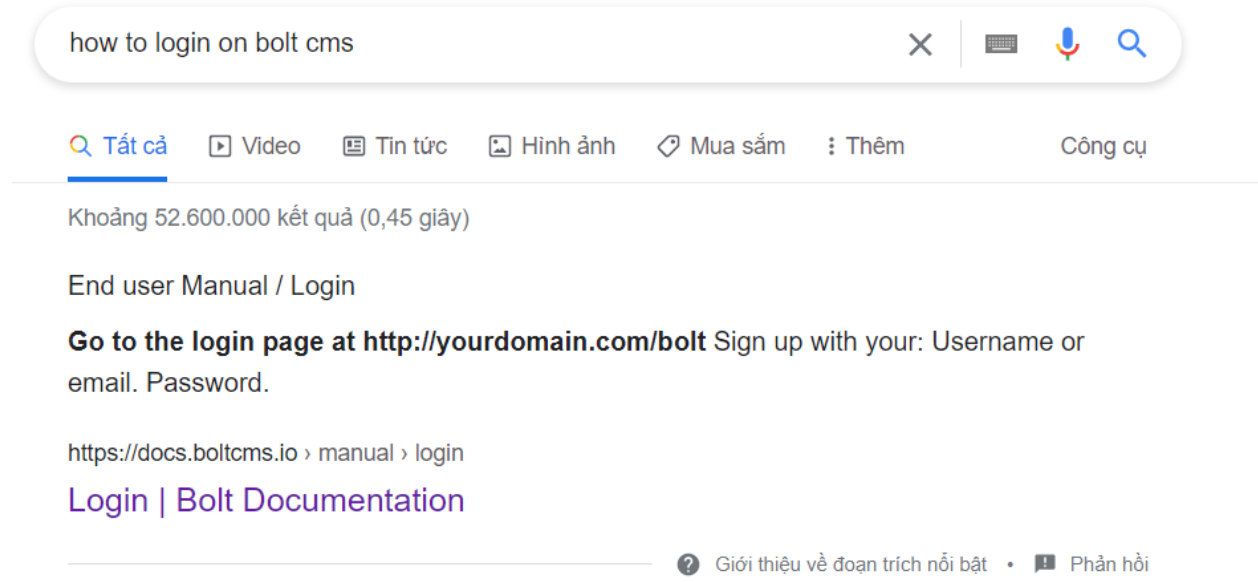 how to login on bolt cms
Tất cả Video Tin tức Hình ảnh Mua sắm Thêm Công cụ
Khoảng 52.600.000 kết quả (0,45 giây)
End user Manual / Login
Go to the login page at http://yourdomain.com/bolt Sign up with your: Username or
email. Password.
https://docs.boltcms.io › manual › login
Login | Bolt Documentation
Giới thiệu về đoạn trích nổi bật • Phản hồi